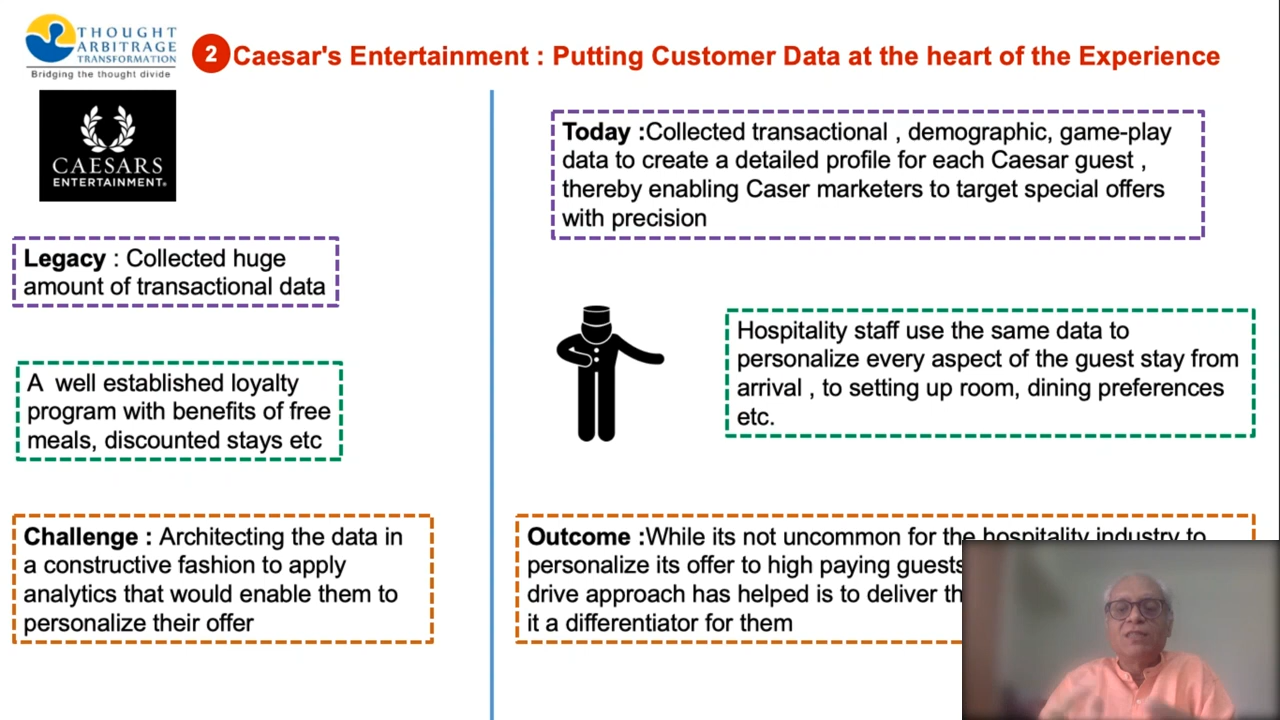 THOUGHT
ARBITRAGE
TRANSFORMATION
Bridging the thought divide
2
Caesar's Entertainment : Putting Customer Data at the heart of the Experience
CAESARS
ENTERTAINMENT®
Legacy : Collected huge
amount of transactional data
A well established loyalty
program with benefits of free
meals, discounted stays etc
Challenge : Architecting the data in
a constructive fashion to apply
analytics that would enable them to
personalize their offer
Today :Collected transactional , demographic, game-play
data to create a detailed profile for each Caesar guest ,
thereby enabling Caser marketers to target special offers
with precision
Hospitality staff use the same data to
personalize every aspect of the guest stay from
arrival , to setting up room, dining preferences
etc.
Outcome :While its not uncommon for the hospitality industry to
personalize its offer to high paying guests
drive approach has helped is to deliver
it a differentiator for them